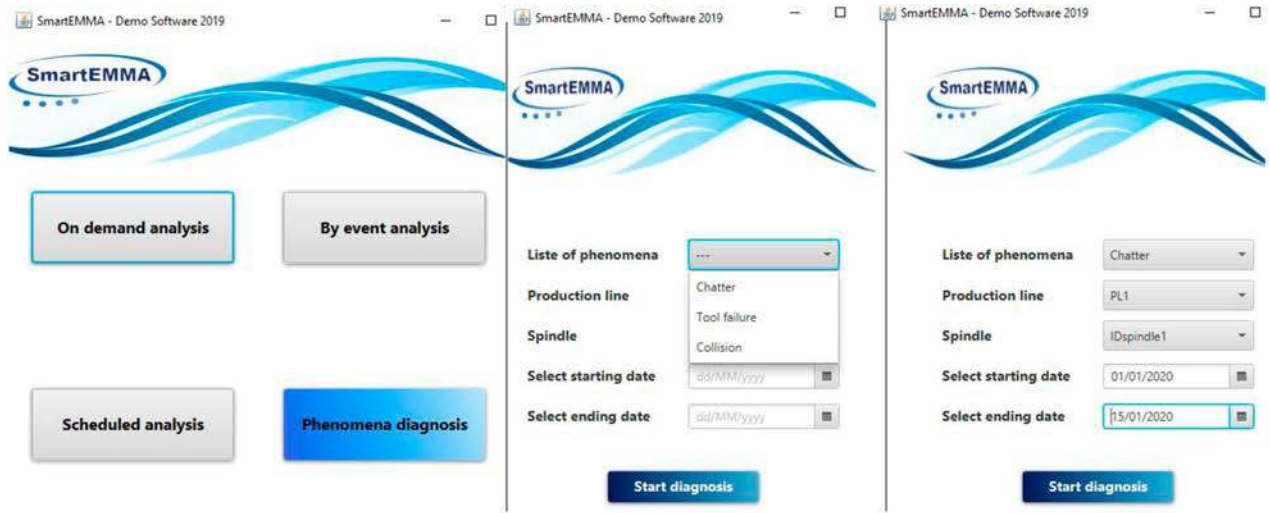 SmartEMMA - Demo Software 2019
SmartEMMA
On demand analysis
By event analysis
Scheduled analysis
Phenomena diagnosis
SmartEMMA - Demo Software 2019
SmartEMMA
Liste of phenomena
---
Chatter
Tool failure
Collision
Production line
Spindle
Select starting date
dd/MM/yyyy
Select ending date
dd/MM/yyyy
Start diagnosis
SmartEMMA - Demo Software 2019
SmartEMMA
Liste of phenomena
Chatter
Production line
PL1
Spindle
IDspindle1
Select starting date
01/01/2020
Select ending date
15/01/2020
Start diagnosis